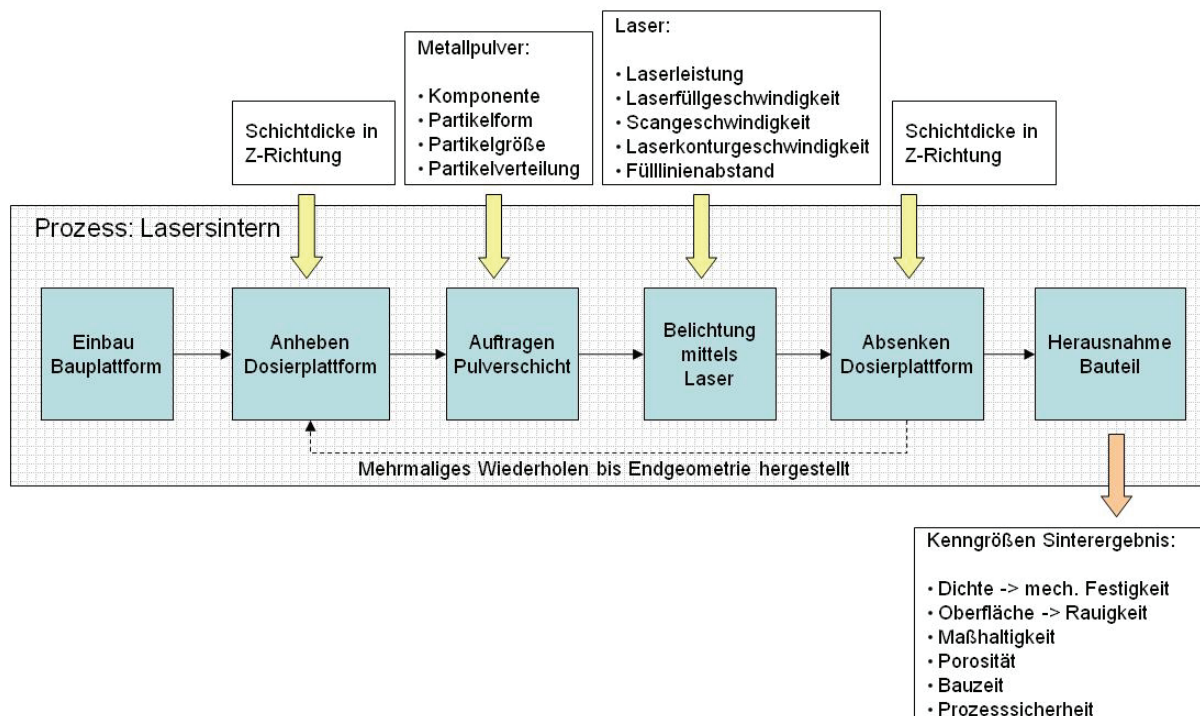 Laser:
• Laserleistung
• Laserfüllgeschwindigkeit
• Scangeschwindigkeit
• Laserkonturgeschwindigkeit
• Fülllinienabstand
Metallpulver:
• Komponente
• Partikelform
• Partikelgröße
• Partikelverteilung
Schichtdicke in
Z-Richtung
Schichtdicke in
Z-Richtung
Prozess: Lasersintern
Einbau
Bauplattform
Anheben
Dosierplattform
Auftragen
Pulverschicht
Belichtung
mittels
Laser
Absenken
Dosierplattform
Herausnahme
Bauteil
Mehrmaliges Wiederholen bis Endgeometrie hergestellt
Kenngrößen Sinterergebnis:
• Dichte -> mech. Festigkeit
• Oberfläche -> Rauigkeit
• Maßhaltigkeit
• Porosität
• Bauzeit
• Prozesssicherheit